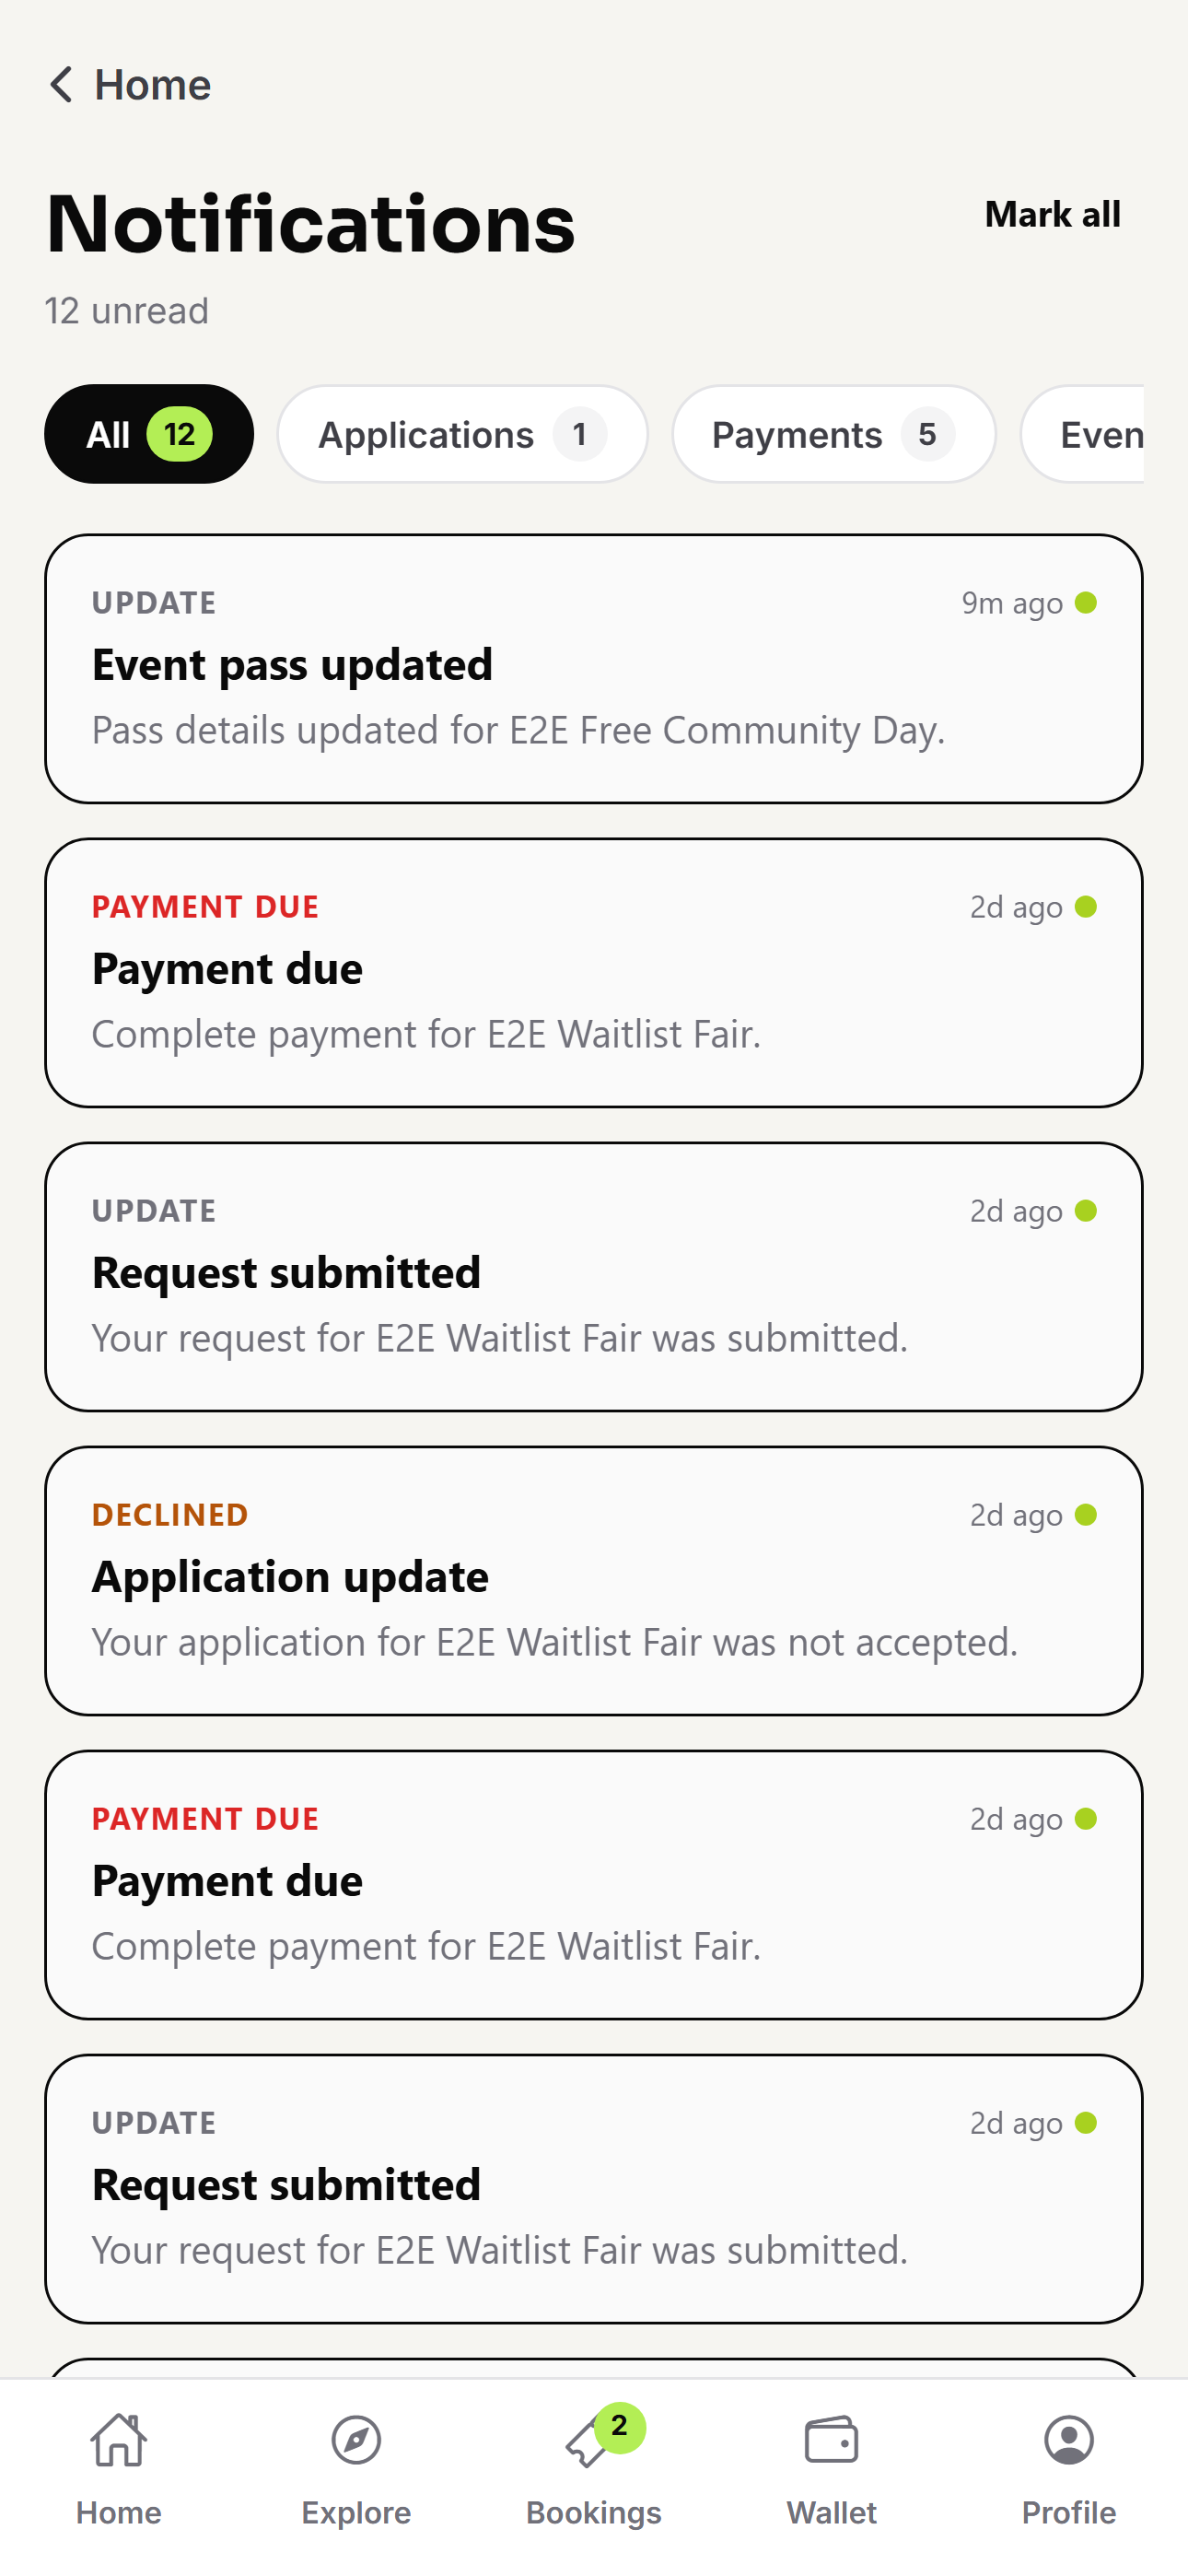 Home
Notifications
Mark all
12 unread
All 12
Applications 1
Payments 5
Even
UPDATE
9m ago
Event pass updated
Pass details updated for E2E Free Community Day.
PAYMENT DUE
2d ago
Payment due
Complete payment for E2E Waitlist Fair.
UPDATE
2d ago
Request submitted
Your request for E2E Waitlist Fair was submitted.
DECLINED
2d ago
Application update
Your application for E2E Waitlist Fair was not accepted.
PAYMENT DUE
2d ago
Payment due
Complete payment for E2E Waitlist Fair.
UPDATE
2d ago
Request submitted
Your request for E2E Waitlist Fair was submitted.
2
Home
Explore
Bookings
Wallet
Profile